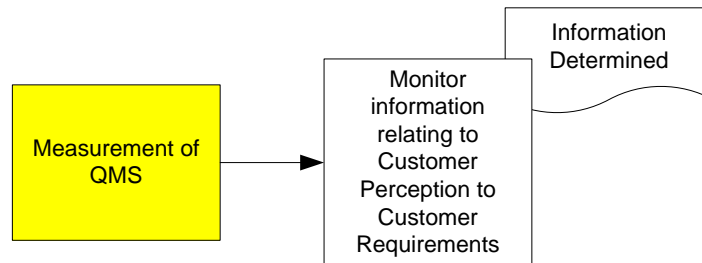 Measurement of
QMS
Monitor
information
relating to
Customer
Perception to
Customer
Requirements
Information
Determined